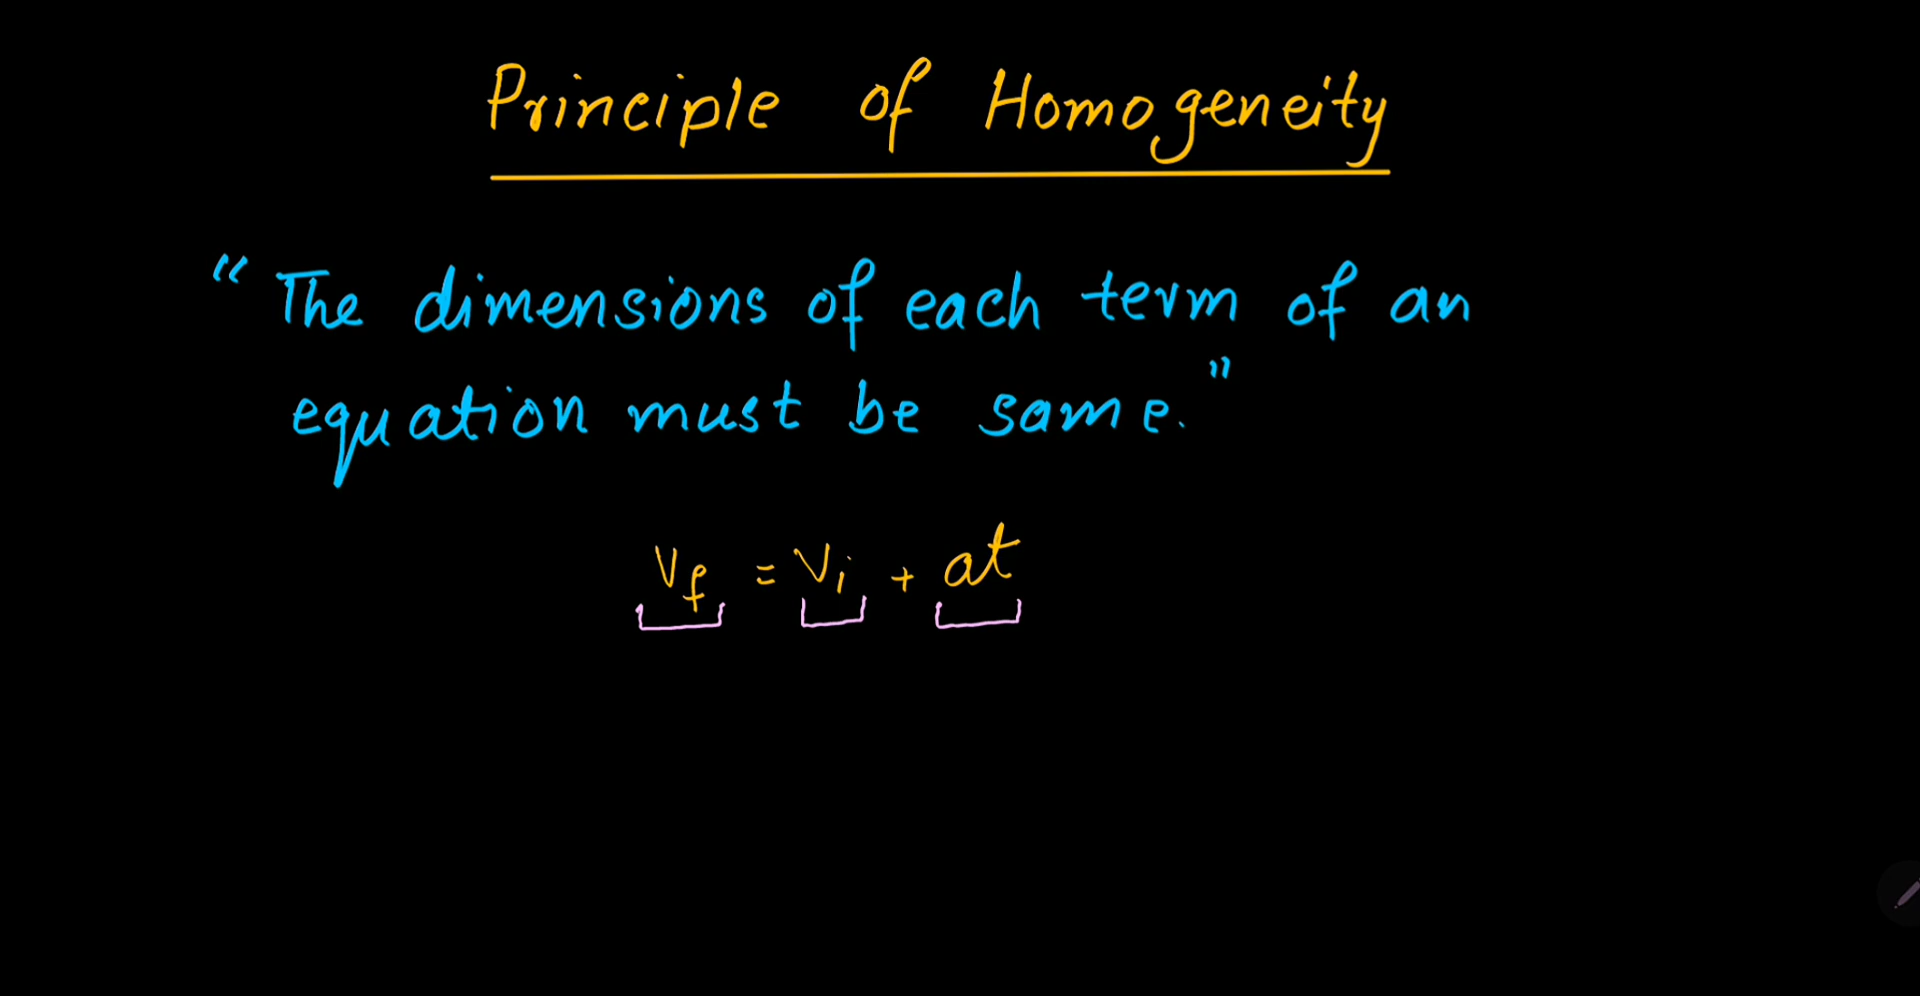 Principle of Homogeneity
"The dimensions of each term of an
equation must be same."
vf = vi + at